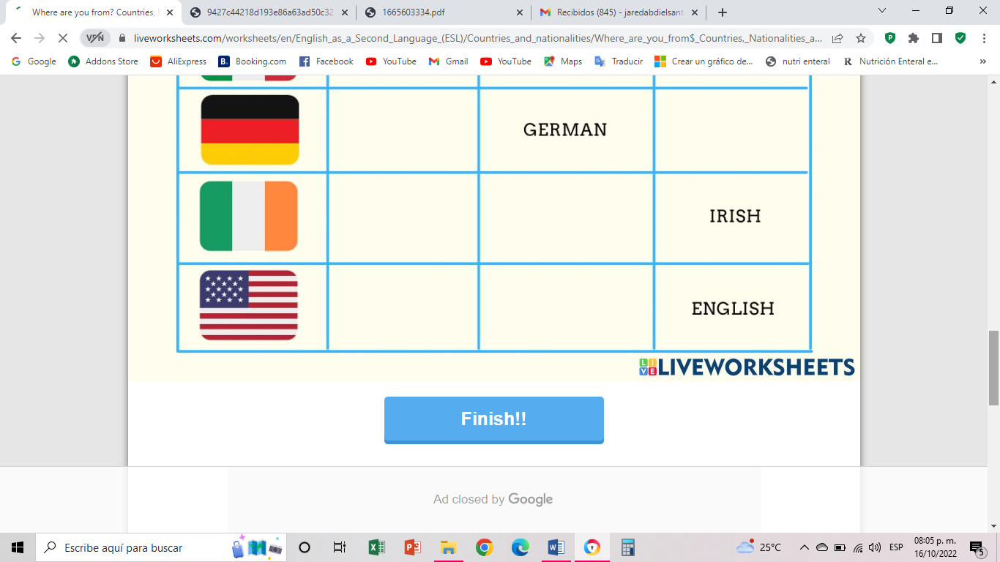 Where are you from? Countries,
9427c44218d193e86a63ad50c32
1665603334.pdf
Recibidos (845) - jaredabdielsant
VPN
liveworksheets.com/worksheets/en/English_as_a_Second_Language_(ESL)/Countries_and_nationalities/Where_are_you_from$_Countries,_Nationalities_a...
Google
Addons Store
AliExpress
B.
Booking.com
Facebook
YouTube
Gmail
YouTube
Maps
Traducir
Crear un gráfico de...
nutri enteral
R
Nutrición Enteral e...
GERMAN
IRISH
ENGLISH
LIVE LIVEWORKSHEETS
Finish!!
Ad closed by Google
Escribe aquí para buscar
25°C
ESP
08:05 p. m.
16/10/2022
5